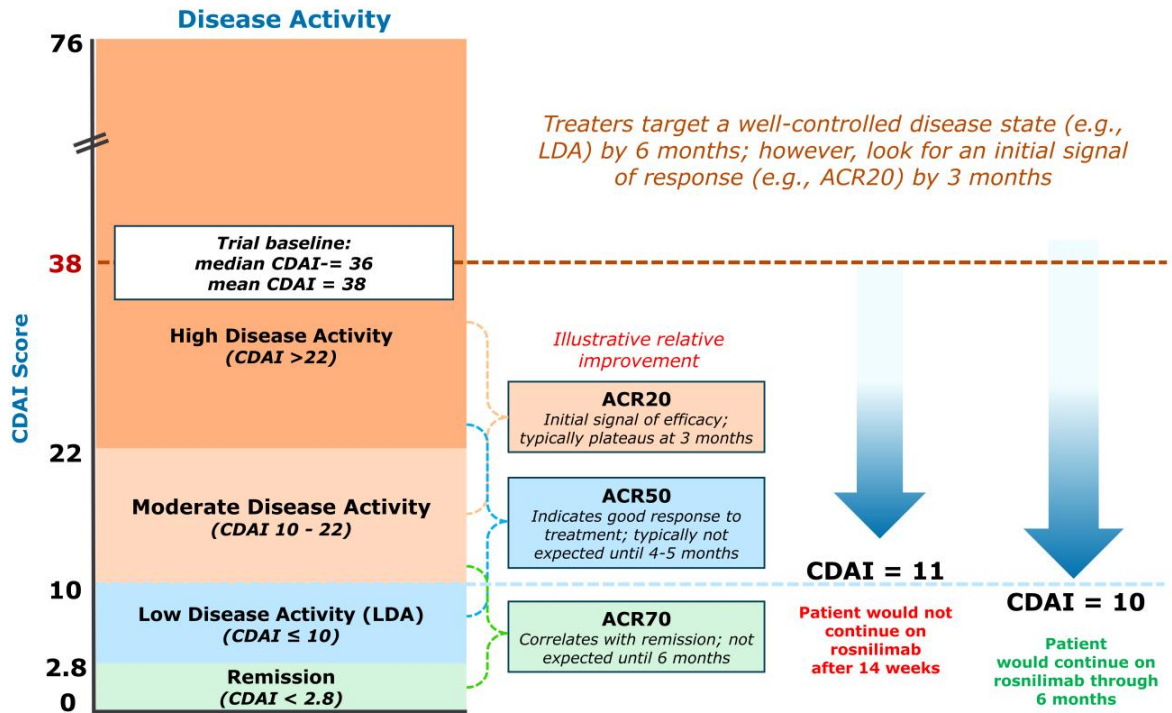 Disease Activity
76
Treaters target a well-controlled disease state (e.g.,
LDA) by 6 months; however, look for an initial signal
of response (e.g., ACR20) by 3 months
Trial baseline:
median CDAI-= 36
mean CDAI = 38
38
CDAI Score
High Disease Activity
(CDAI >22)
Illustrative relative
improvement
ACR20
Initial signal of efficacy;
typically plateaus at 3 months
22
Moderate Disease Activity
(CDAI 10 - 22)
ACR50
Indicates good response to
treatment; typically not
expected until 4-5 months
CDAI = 11
Patient would not
continue on
rosnilimab
after 14 weeks
CDAI = 10
Patient
would continue on
rosnilimab through
6 months
10
Low Disease Activity (LDA)
(CDAI ≤ 10)
ACR70
Correlates with remission; not
expected until 6 months
2.8
Remission
(CDAI < 2.8)
0